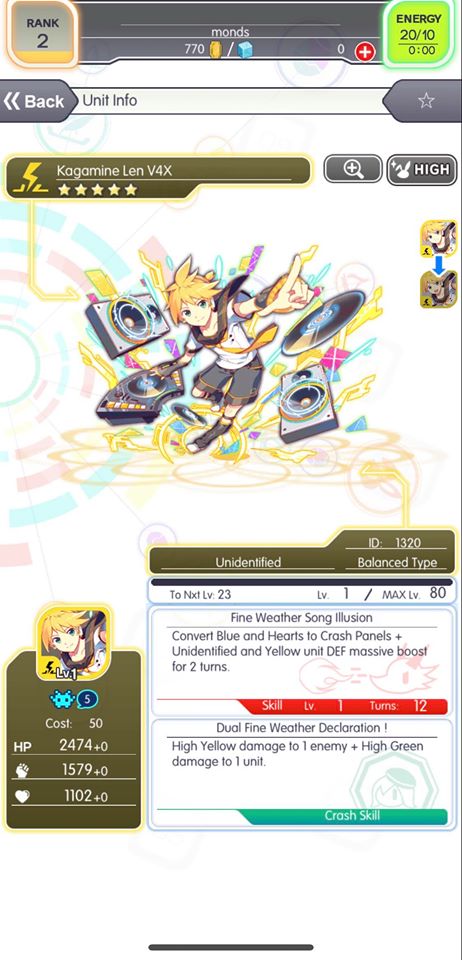 RANK
2
monds
770 / 0
ENERGY
20/10
0:00
Back
Unit Info
Kagamine Len V4X
HIGH
ID: 1320
Unidentified
Balanced Type
To Nxt Lv: 23
Lv. 1 / MAX Lv. 80
Fine Weather Song Illusion
Convert Blue and Hearts to Crash Panels +
Unidentified and Yellow unit DEF massive boost
for 2 turns.
Skill Lv. 1 Turns: 12
Dual Fine Weather Declaration !
High Yellow damage to 1 enemy + High Green
damage to 1 unit.
Crash Skill
Lv1
5
Cost: 50
HP 2474+0
1579+0
1102+0